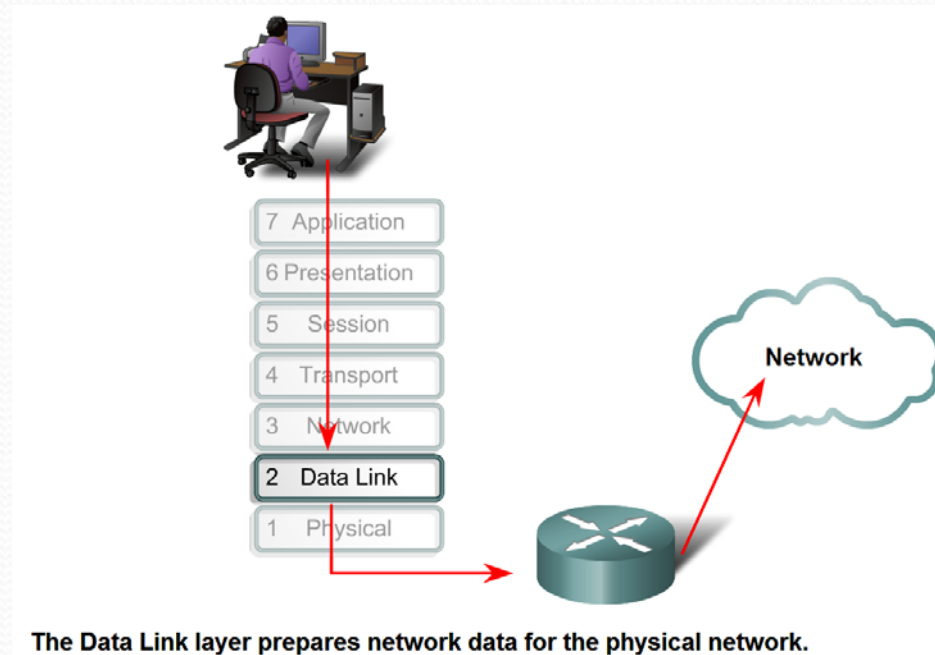 7 Application
6 Presentation
5 Session
4 Transport
3 Network
2 Data Link
1 Physical
Network
The Data Link layer prepares network data for the physical network.